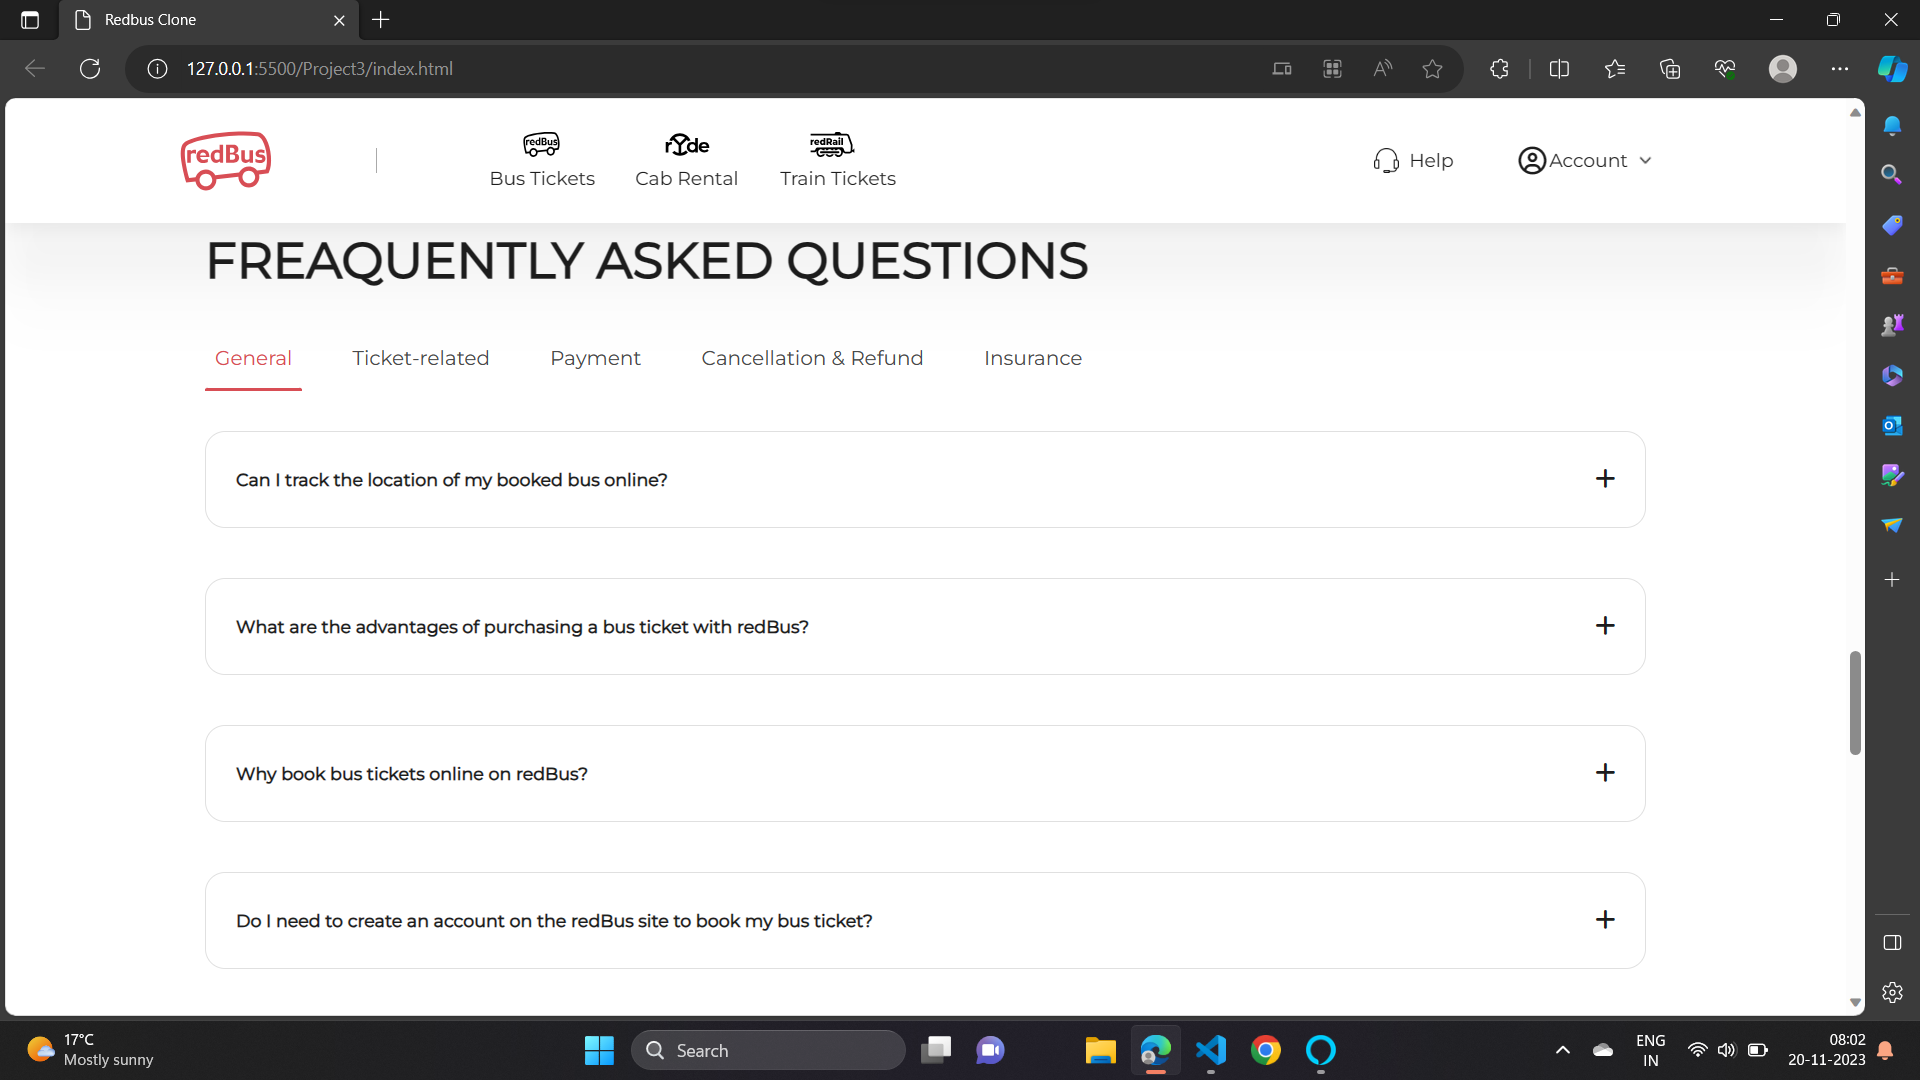 Redbus Clone
127.0.0.1:5500/Project3/index.html
redBus
redBus
Bus Tickets
rYde
Cab Rental
redRail
Train Tickets
Help
Account
FREAQUENTLY ASKED QUESTIONS
General
Ticket-related
Payment
Cancellation & Refund
Insurance
Can I track the location of my booked bus online?
What are the advantages of purchasing a bus ticket with redBus?
Why book bus tickets online on redBus?
Do I need to create an account on the redBus site to book my bus ticket?
17°C
Mostly sunny
Search
ENG
IN
08:02
20-11-2023